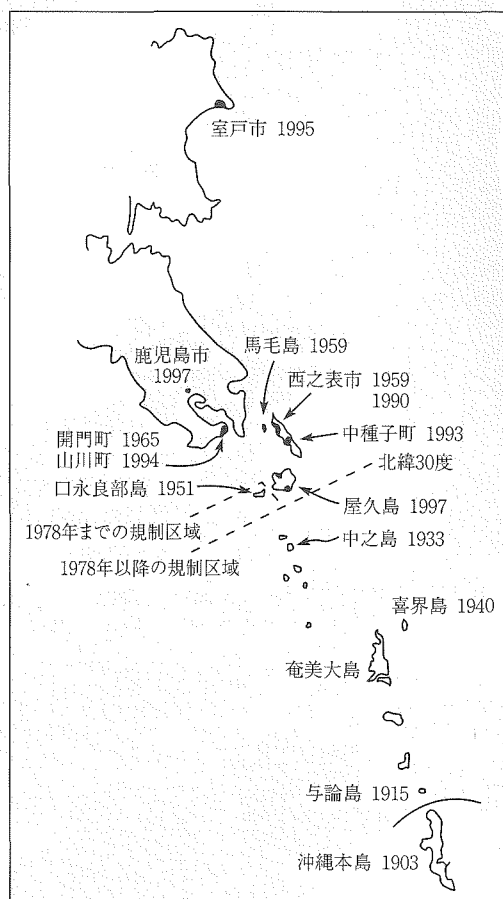 室戸市 1995
馬毛島 1959
鹿児島市
1997
西之表市 1959
1990
開門町 1965
山川町 1994
中種子町 1993
北緯30度
口永良部島 1951
屋久島 1997
1978年までの規制区域
中之島 1933
1978年以降の規制区域
喜界島 1940
奄美大島
与論島 1915
沖縄本島 1903